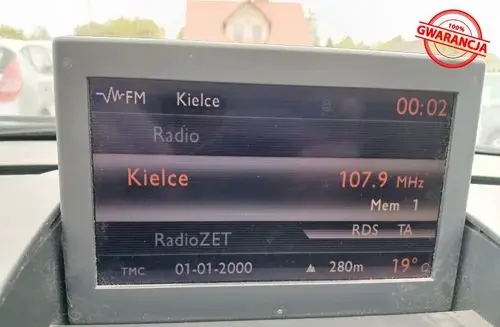 100%
GWARANCJA
FM Kielce 00:02
Radio
Kielce 107.9 MHz
Mem 1
RadioZET RDS TA
TMC 01-01-2000 280m 19°